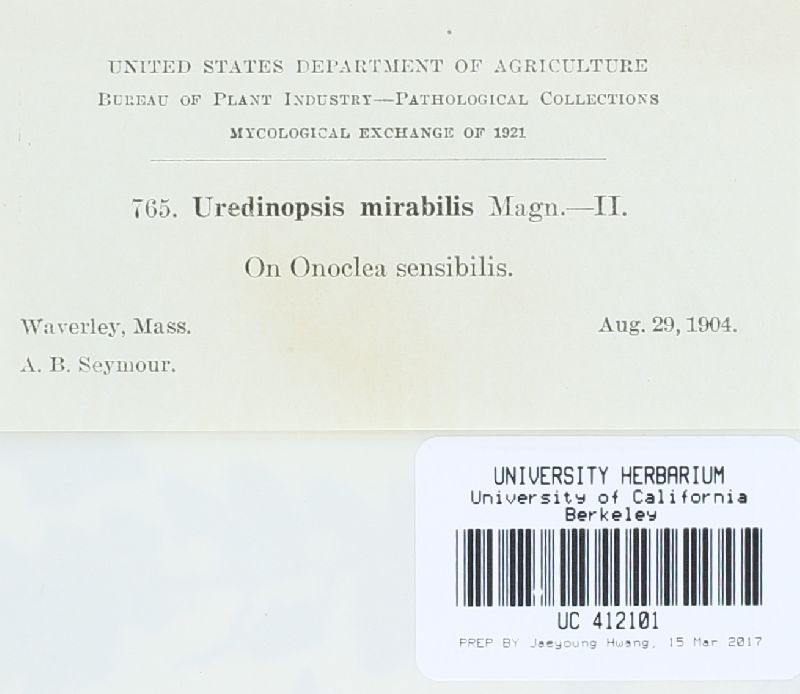 UNITED STATES DEPARTMENT OF AGRICULTURE
BUREAU OF PLANT INDUSTRY—PATHOLOGICAL COLLECTIONS
MYCOLOGICAL EXCHANGE OF 1921
765. Uredinopsis mirabilis Magn.—II.
On Onoclea sensibilis.
Waverley, Mass. Aug. 29, 1904.
A. B. Seymour.
UNIVERSITY HERBARIUM
University of California
Berkeley
UC 412101
PREP BY Jaeyoung Hwang, 15 Mar 2017